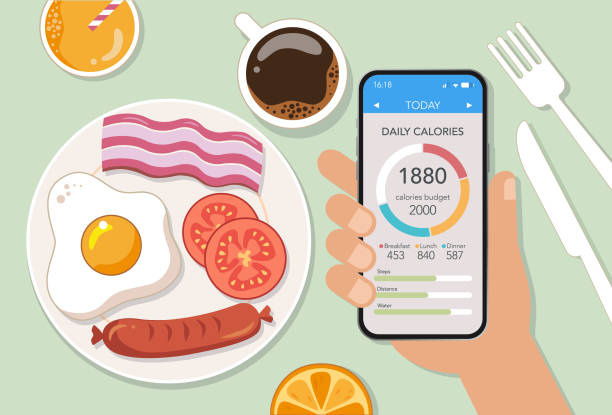 16:18
◀ TODAY ▶
DAILY CALORIES
1880
calories budget
2000
Breakfast Lunch Dinner
453 840 587
Steps
Distance
Water